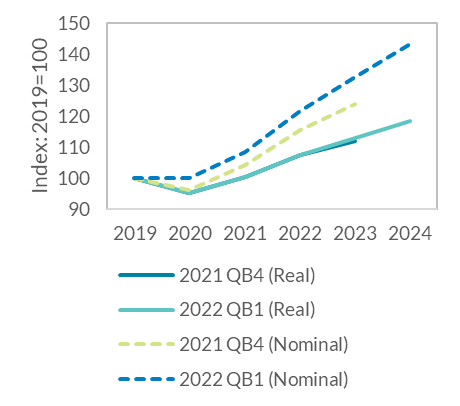 Index: 2019=100
150
140
130
120
110
100
90
2019 2020 2021 2022 2023 2024
2021 QB4 (Real)
2022 QB1 (Real)
2021 QB4 (Nominal)
2022 QB1 (Nominal)